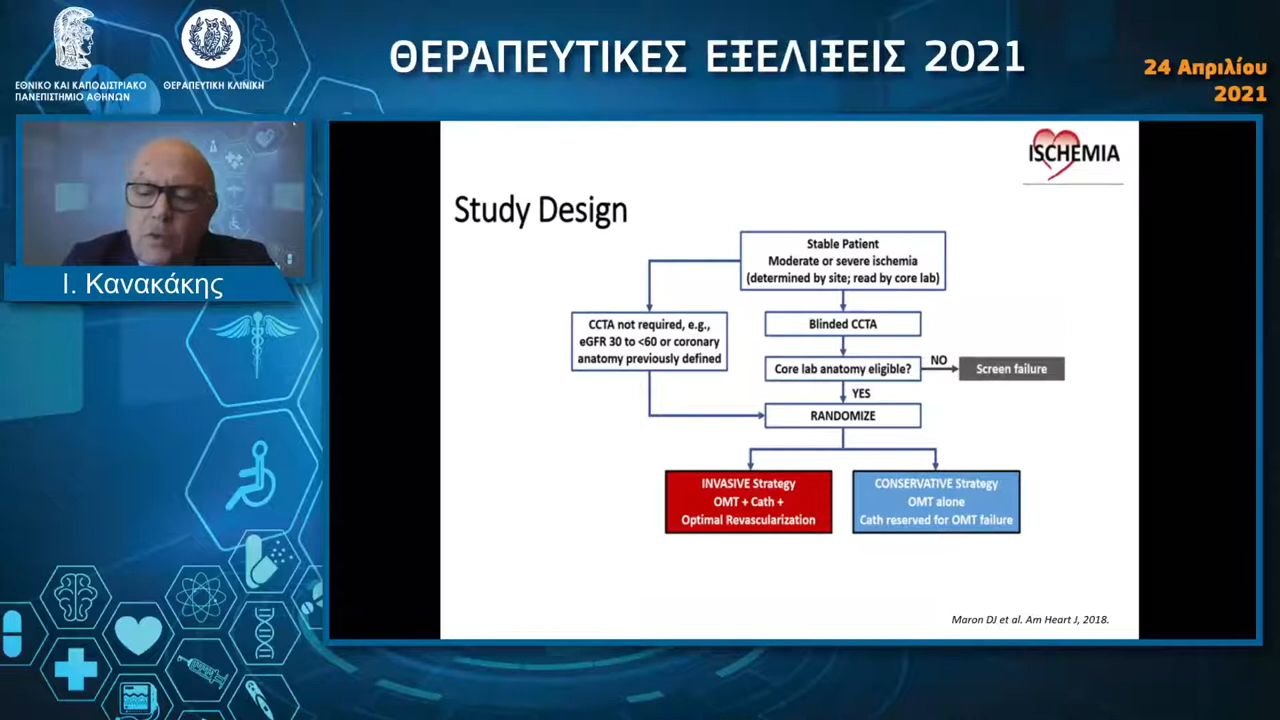 ΘΕΡΑΠΕΥΤΙΚΕΣ ΕΞΕΛΙΞΕΙΣ 2021
24 Απριλίου
2021
ΕΘΝΙΚΟ ΚΑΙ ΚΑΠΟΔΙΣΤΡΙΑΚΟ
ΠΑΝΕΠΙΣΤΗΜΙΟ ΑΘΗΝΩΝ
ΘΕΡΑΠΕΥΤΙΚΗ ΚΛΙΝΙΚΗ
Ι. Κανακάκης
ISCHEMIA
Study Design
Stable Patient
Moderate or severe ischemia
(determined by site; read by core lab)
CCTA not required, e.g.,
eGFR 30 to <60 or coronary
anatomy previously defined
Blinded CCTA
Core lab anatomy eligible?
NO
Screen failure
YES
RANDOMIZE
INVASIVE Strategy
OMT + Cath +
Optimal Revascularization
CONSERVATIVE Strategy
OMT alone
Cath reserved for OMT failure
Maron DJ et al. Am Heart J, 2018.